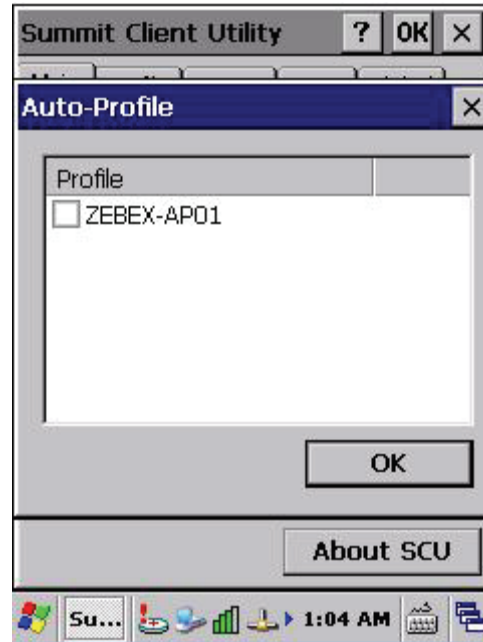 Summit Client Utility ? OK ×
Auto-Profile ×
Profile
ZEBEX-AP01
OK
About SCU
Su... 1:04 AM